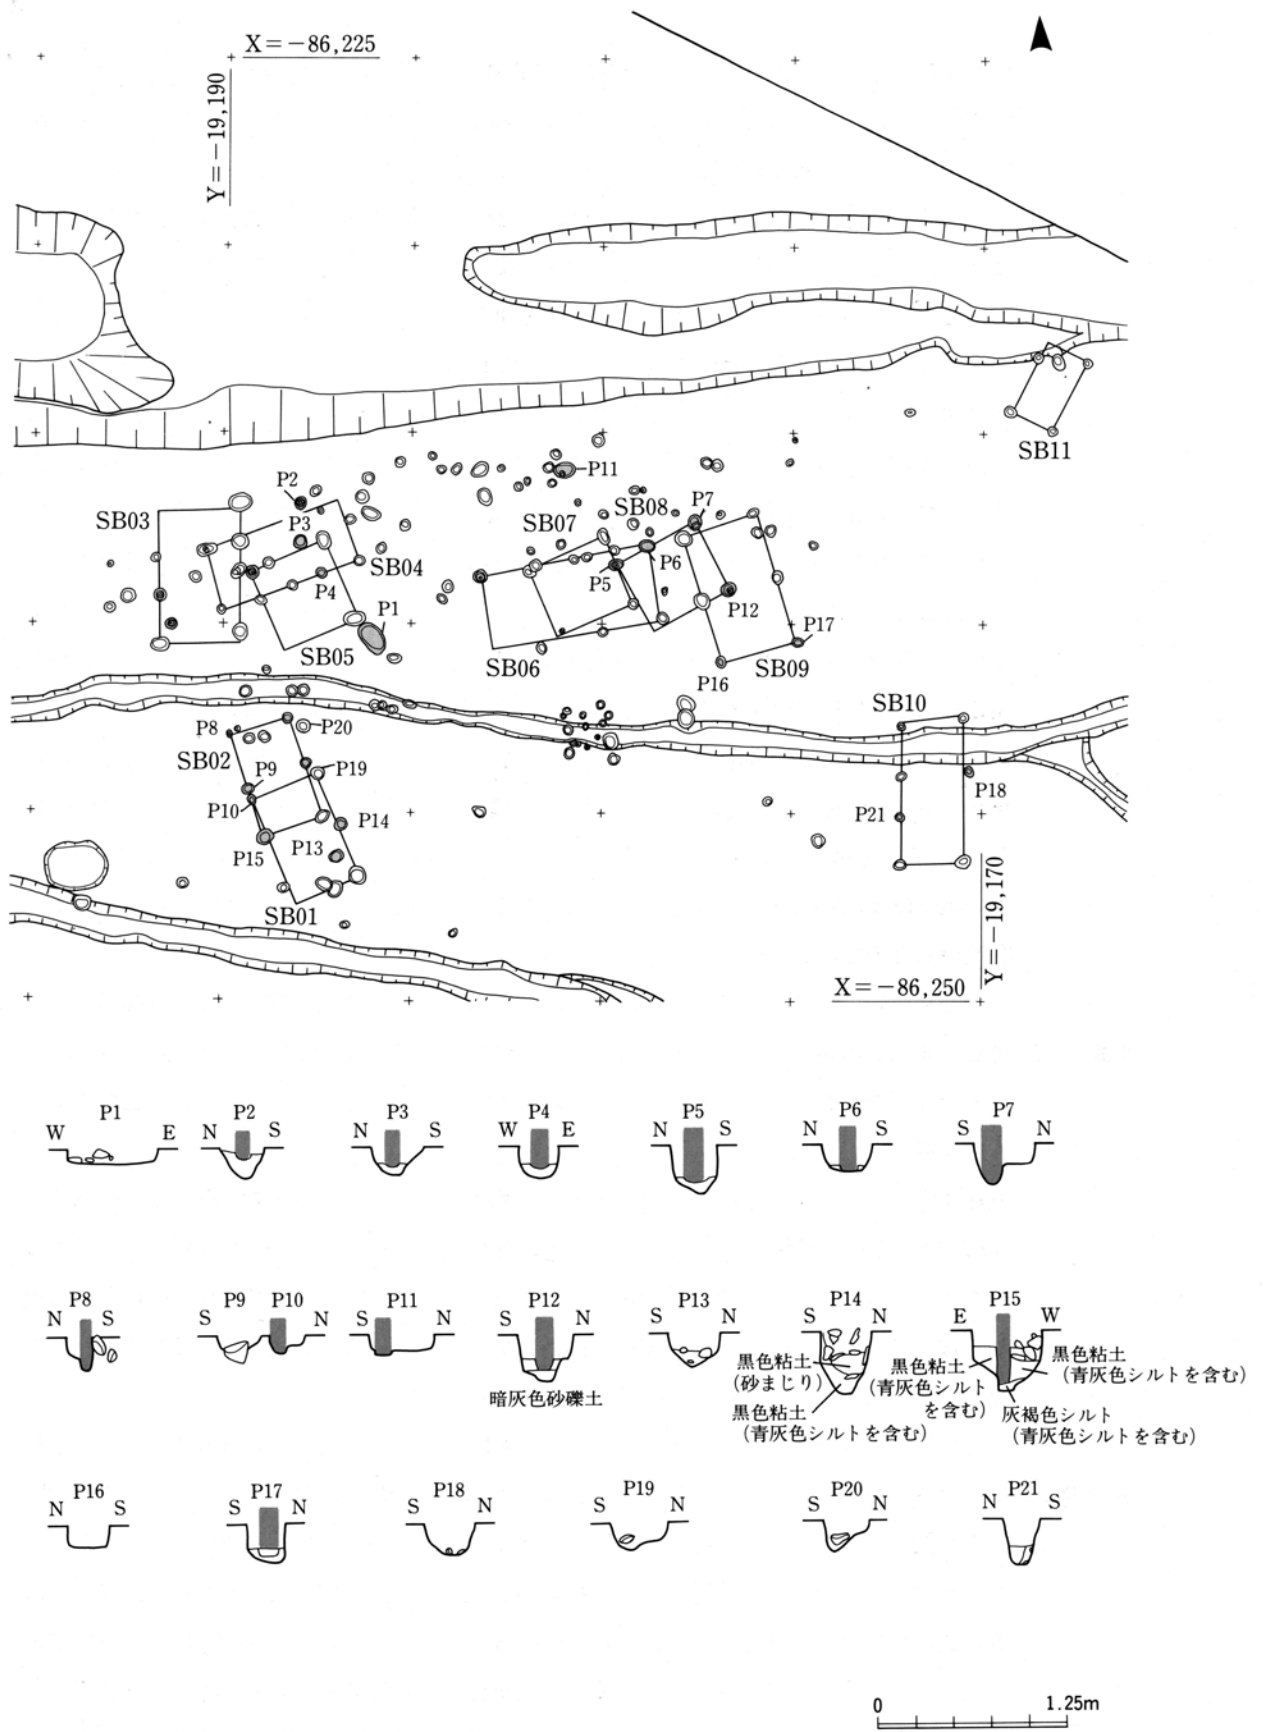 X=−86,225
Y=−19,190
P2
P11
SB03
P3
SB07
SB08
P7
SB11
SB04
P4
P5
P6
P1
P12
P17
SB05
SB06
SB09
P16
SB10
P8
P20
SB02
P9
P19
P18
P10
P14
P21
P15
P13
SB01
Y=−19,170
X=−86,250
P1
W E
P2
N S
P3
N S
P4
W E
P5
N S
P6
N S
P7
S N
P8
N S
P9 P10
S N
P11
S N
P12
S N
暗灰色砂礫土
P13
S N
P14
S N
黒色粘土
(砂まじり)
黒色粘土
(青灰色シルトを含む)
P15
E W
黒色粘土
(青灰色シルト
を含む)
黒色粘土
(青灰色シルトを含む)
灰褐色シルト
(青灰色シルトを含む)
P16
N S
P17
S N
P18
S N
P19
S N
P20
S N
P21
N S
0 1.25m